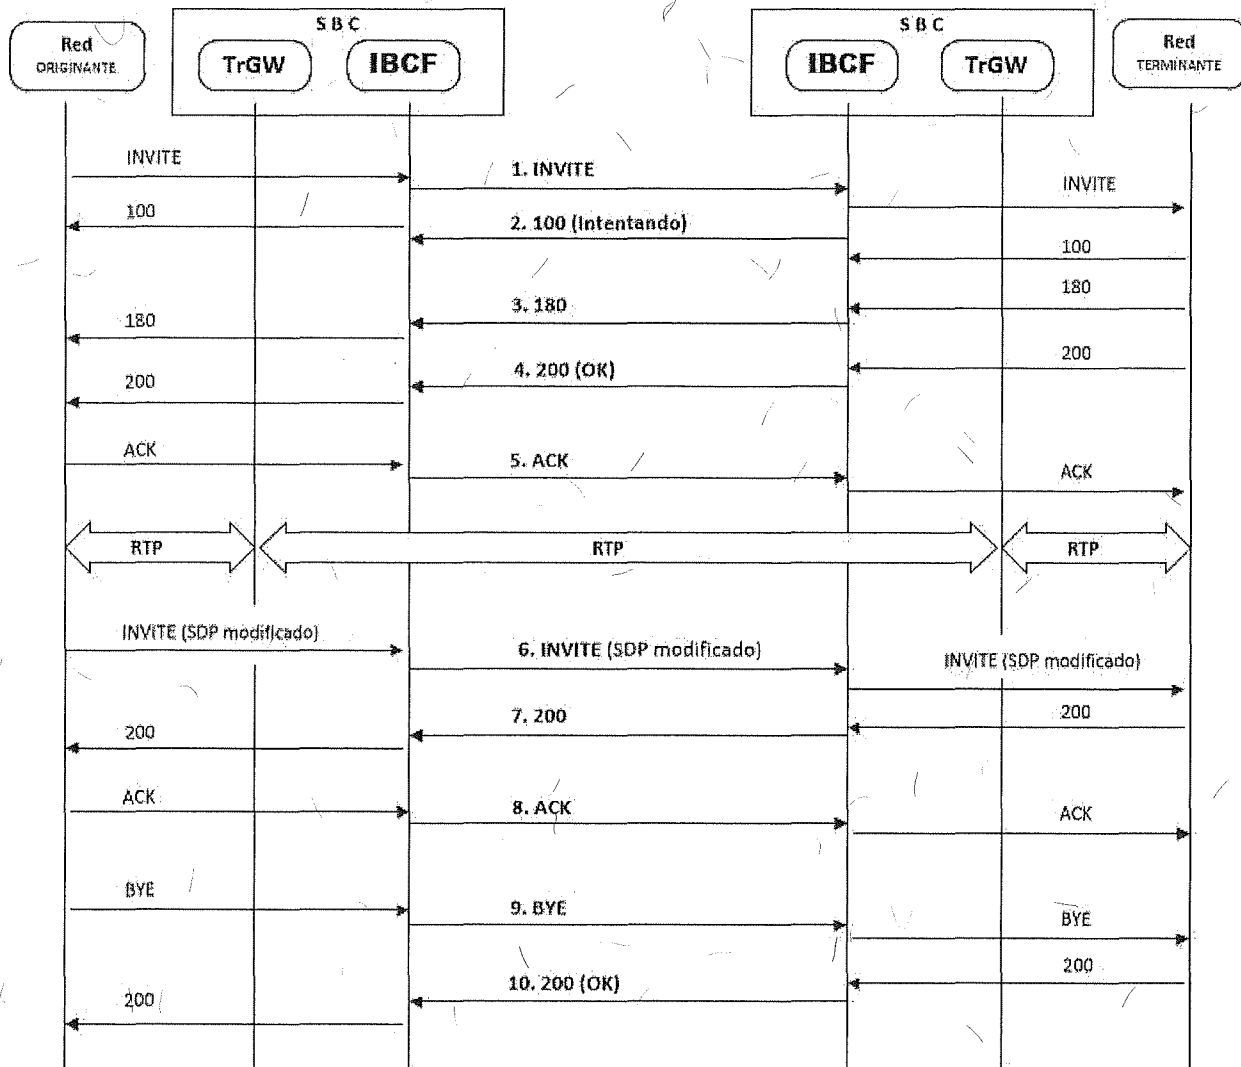 S B C
S B C
Red
ORIGINANTE
TrGW
IBCF
IBCF
TrGW
Red
TERMINANTE
INVITE
1. INVITE
INVITE
100
2. 100 (Intentando)
100
180
3. 180
180
200
4. 200 (OK)
200
ACK
5. ACK
ACK
RTP
RTP
RTP
INVITE (SDP modificado)
6. INVITE (SDP modificado)
INVITE (SDP modificado)
200
7. 200
200
ACK
8. ACK
ACK
BYE
9. BYE
BYE
200
10. 200 (OK)
200